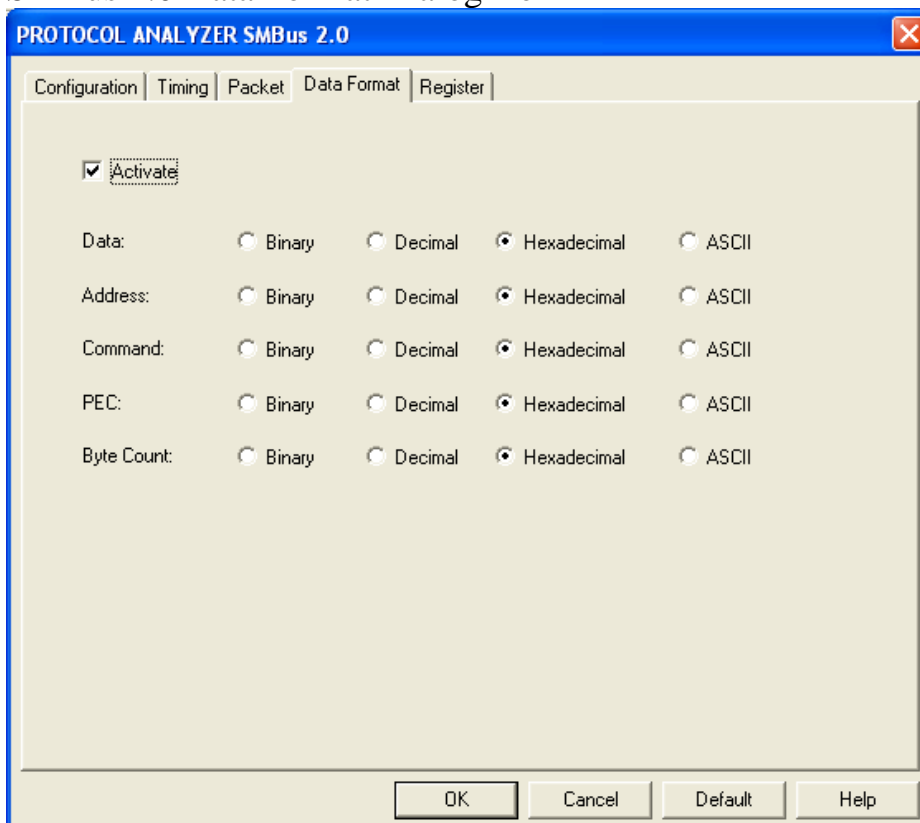 PROTOCOL ANALYZER SMBus 2.0
Configuration Timing Packet Data Format Register
Activate
Data: Binary Decimal Hexadecimal ASCII
Address: Binary Decimal Hexadecimal ASCII
Command: Binary Decimal Hexadecimal ASCII
PEC: Binary Decimal Hexadecimal ASCII
Byte Count: Binary Decimal Hexadecimal ASCII
OK Cancel Default Help